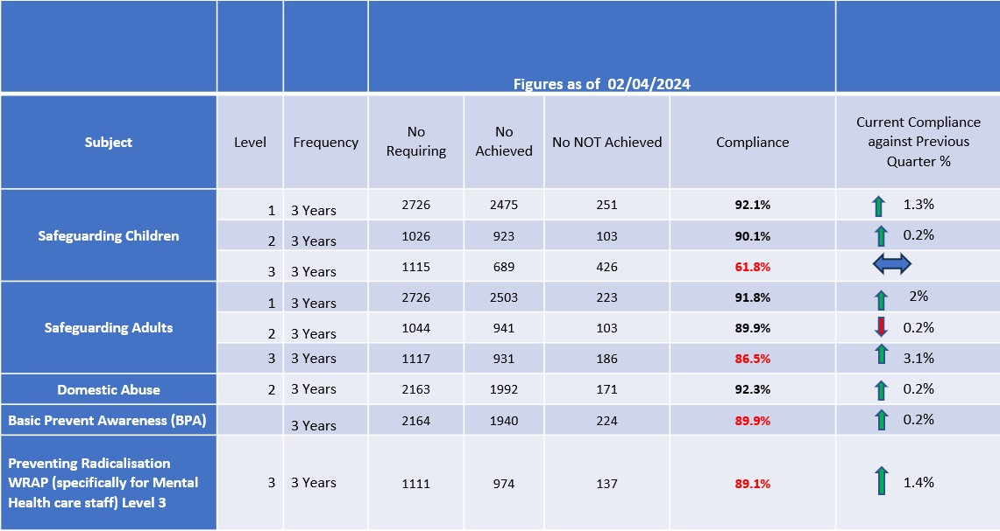 Figures as of 02/04/2024
Subject Level Frequency No Requiring No Achieved No NOT Achieved Compliance Current Compliance against Previous Quarter %
Safeguarding Children
1 3 Years 2726 2475 251 92.1% 1.3%
2 3 Years 1026 923 103 90.1% 0.2%
3 3 Years 1115 689 426 61.8%
Safeguarding Adults
1 3 Years 2726 2503 223 91.8% 2%
2 3 Years 1044 941 103 89.9% 0.2%
3 3 Years 1117 931 186 86.5% 3.1%
Domestic Abuse 2 3 Years 2163 1992 171 92.3% 0.2%
Basic Prevent Awareness (BPA) 3 Years 2164 1940 224 89.9% 0.2%
Preventing Radicalisation
WRAP (specifically for Mental
Health care staff) Level 3
3 3 Years 1111 974 137 89.1% 1.4%